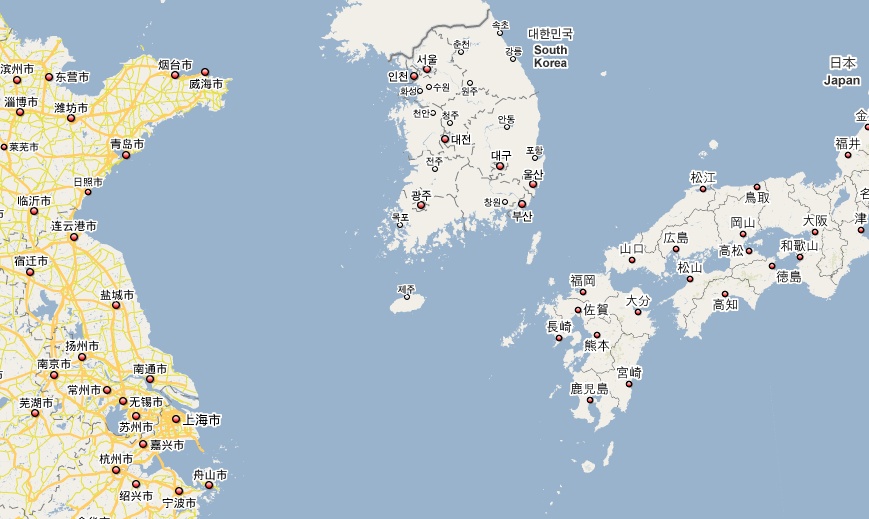 滨州市
东营市
烟台市
威海市
淄博市
潍坊市
莱芜市
青岛市
日照市
临沂市
连云港市
宿迁市
盐城市
扬州市
南京市
南通市
常州市
芜湖市
无锡市
苏州市
上海市
嘉兴市
杭州市
舟山市
绍兴市
宁波市
속초
대한민국
South
Korea
춘천
강릉
서울
인천
화성
수원
원주
천안
청주
안동
대전
포항
대구
전주
울산
광주
창원
부산
목포
제주
日本
Japan
福井
松江
鳥取
岡山
大阪
津
広島
山口
高松
和歌山
松山
徳島
高知
福岡
佐賀
大分
長崎
熊本
宮崎
鹿児島